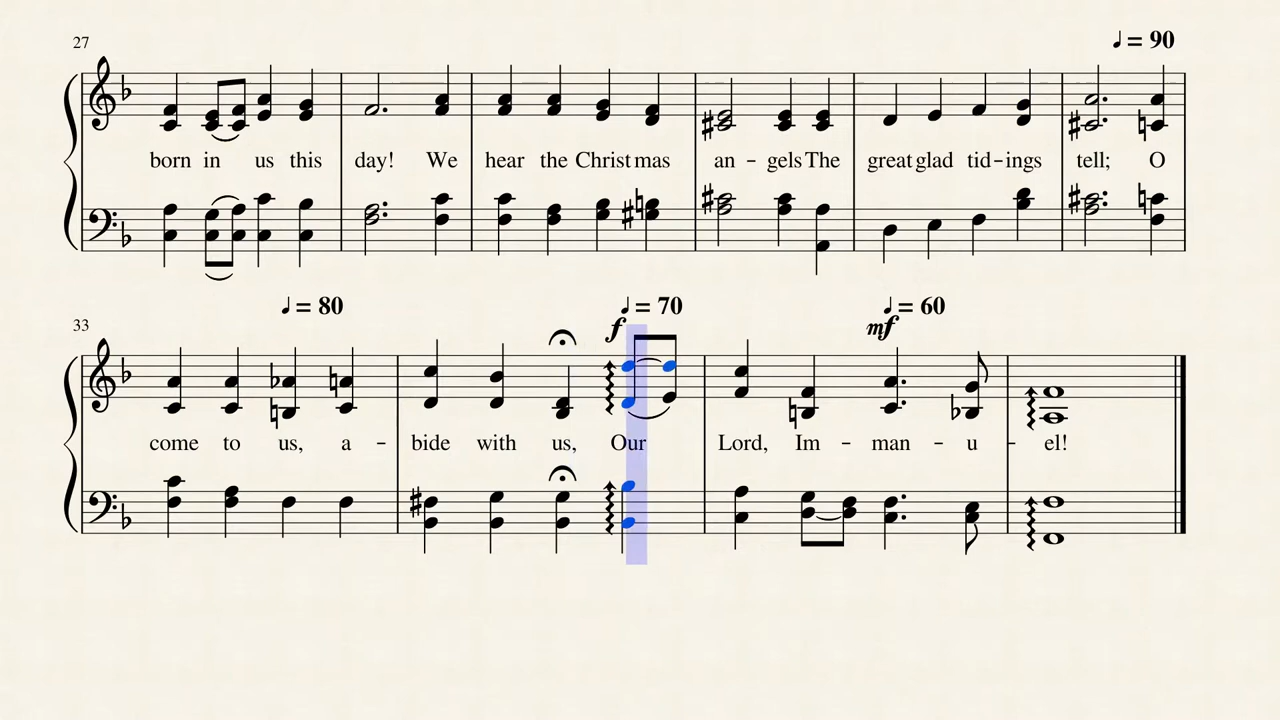 ♩ = 90
27
born in us this day! We hear the Christ mas an - gels The great glad tid - ings tell; O
♩ = 80 ♩ = 70 ♩ = 60
33 f mf
come to us, a - bide with us, Our Lord, Im - man - u - el!